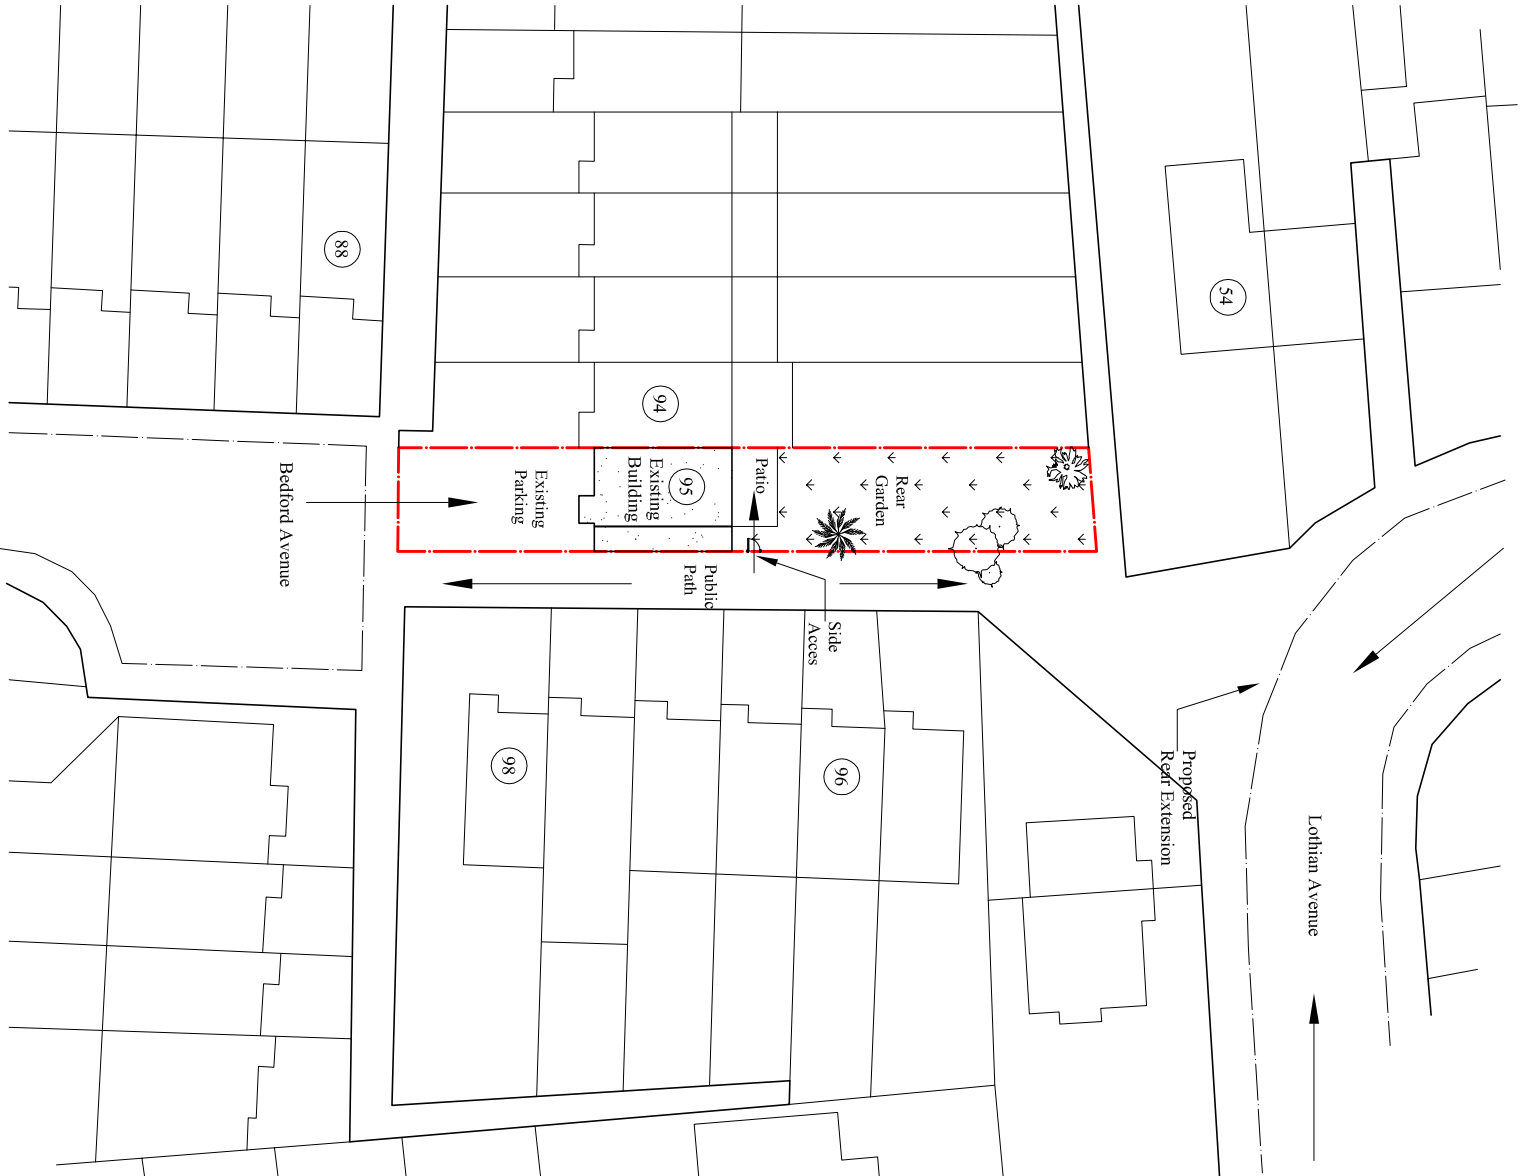 88
54
94
95
Existing
Building
Patio
Rear
Garden
Existing
Parking
Bedford Avenue
Public
Path
Side
Acces
98
96
Proposed
Rear Extension
Lothian Avenue